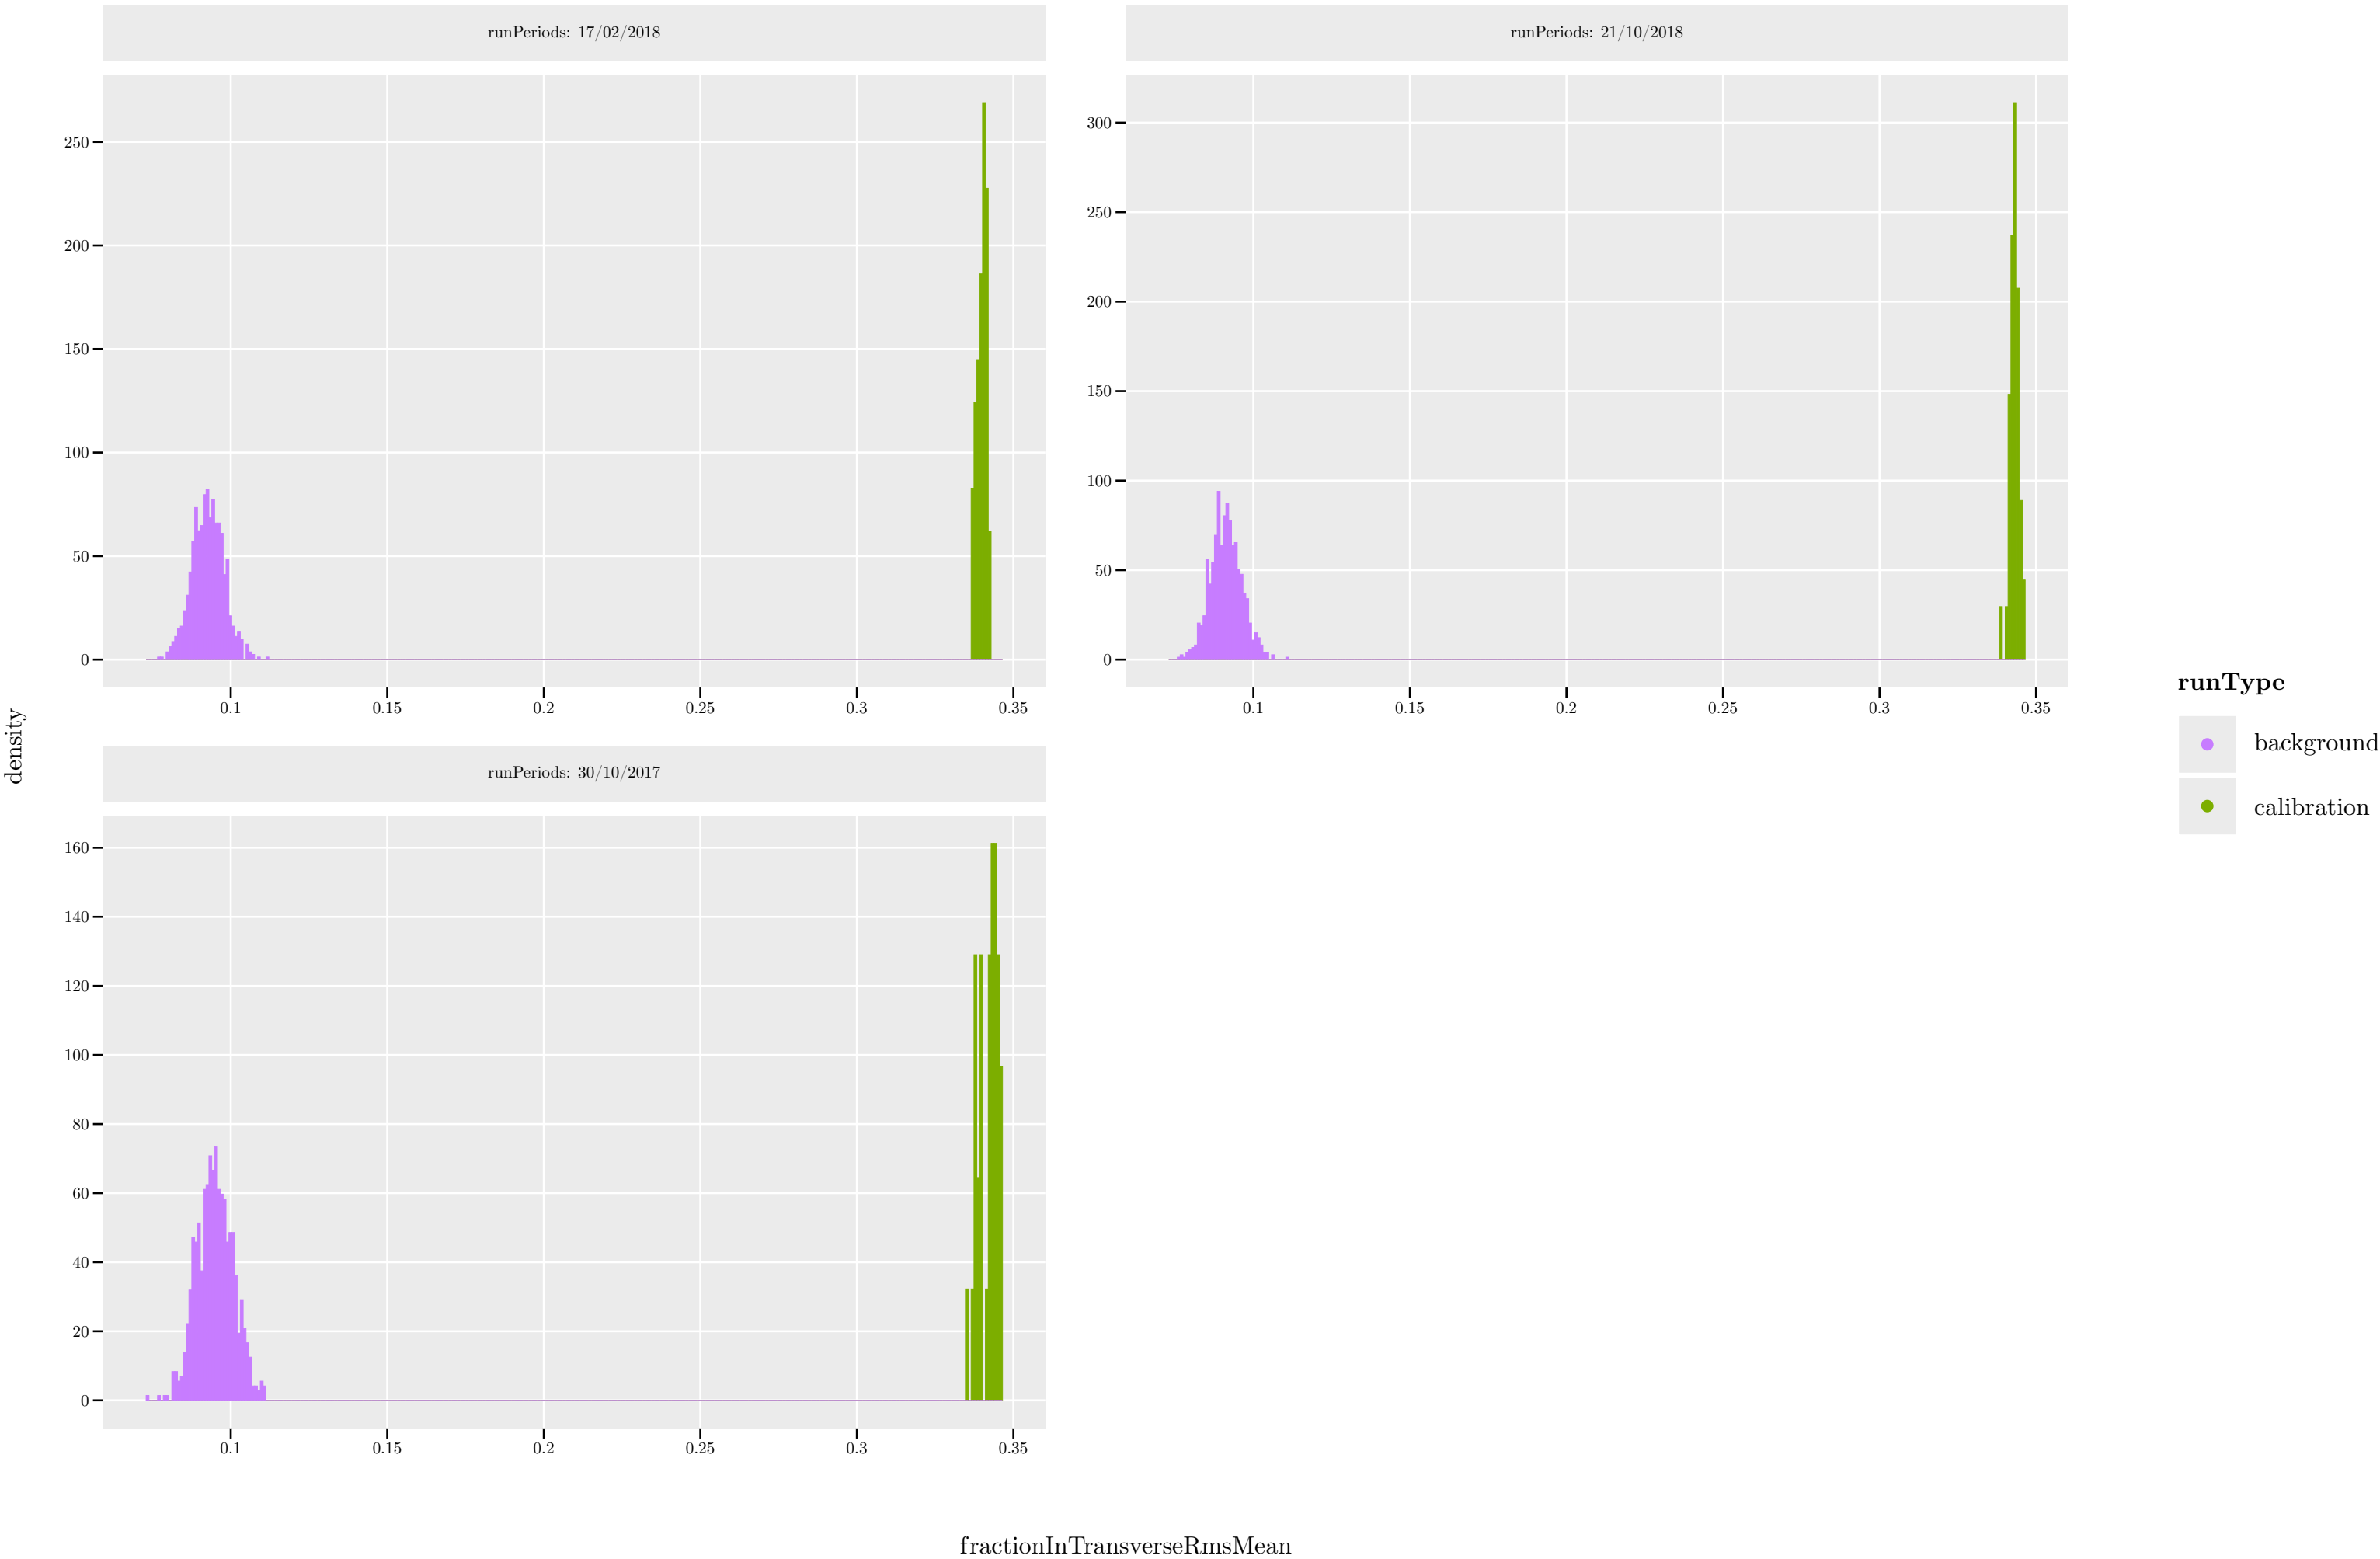 runPeriods: 17/02/2018
250
200
150
100
50
0
0.1 0.15 0.2 0.25 0.3 0.35
runPeriods: 21/10/2018
300
250
200
150
100
50
0
0.1 0.15 0.2 0.25 0.3 0.35
runPeriods: 30/10/2017
160
140
120
100
80
60
40
20
0
0.1 0.15 0.2 0.25 0.3 0.35
density
fractionInTransverseRmsMean
runType
background
calibration